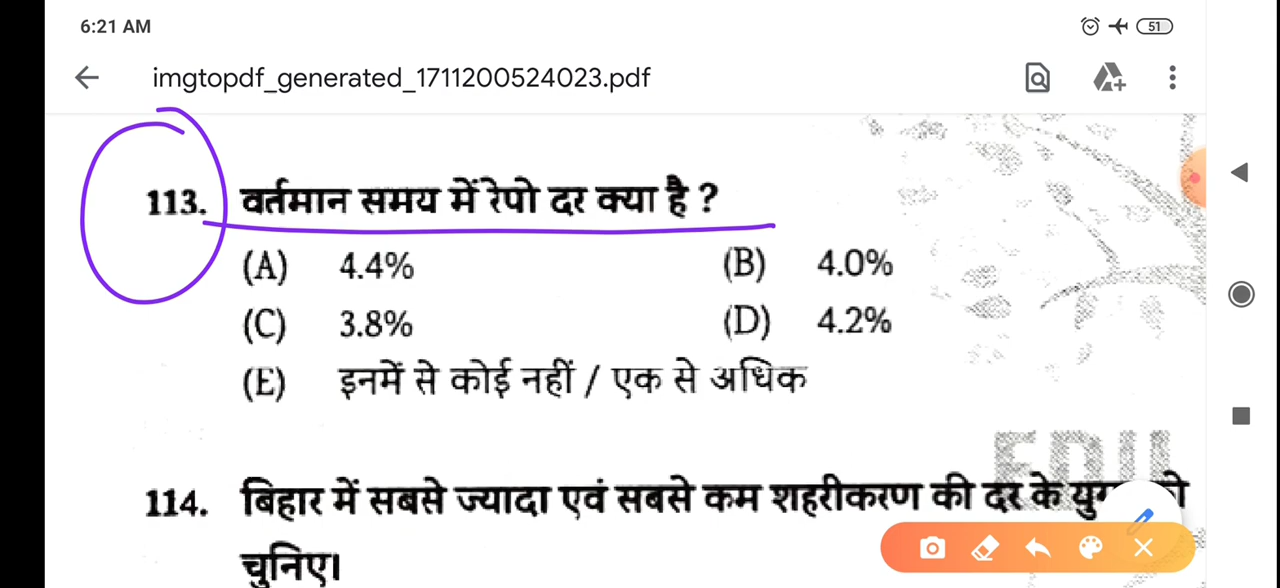 6:21 AM
51
imgtopdf_generated_1711200524023.pdf
113. वर्तमान समय में रेपो दर क्या है ?
(A) 4.4% (B) 4.0%
(C) 3.8% (D) 4.2%
(E) इनमें से कोई नहीं / एक से अधिक
EDU
114. बिहार में सबसे ज्यादा एवं सबसे कम शहरीकरण की दर के
चुनिए।